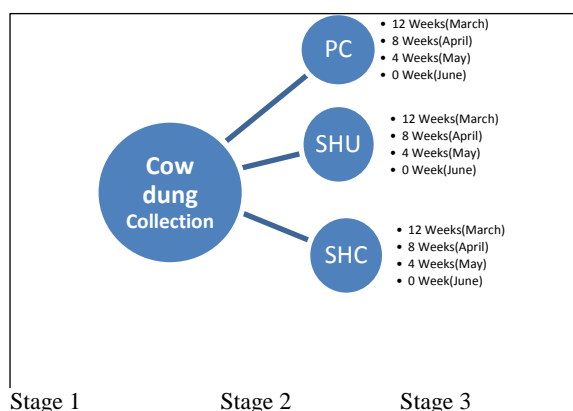 PC
• 12 Weeks(March)
• 8 Weeks(April)
• 4 Weeks(May)
• 0 Week(June)
Cow
dung
Collection
SHU
• 12 Weeks(March)
• 8 Weeks(April)
• 4 Weeks(May)
• 0 Week(June)
SHC
• 12 Weeks(March)
• 8 Weeks(April)
• 4 Weeks(May)
• 0 Week(June)
Stage 1 Stage 2 Stage 3